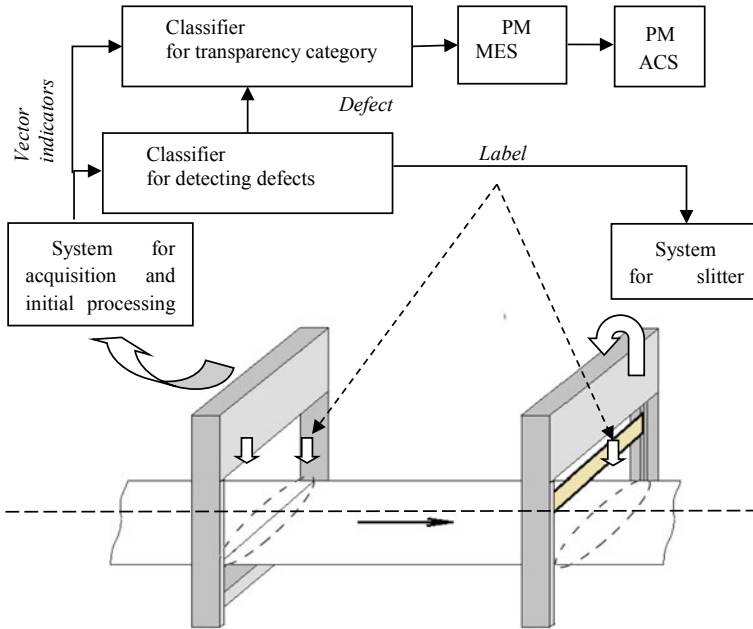 Classifier
for transparency category
PM
MES
PM
ACS
Vector
indicators
Defect
Classifier
for detecting defects
Label
System for
acquisition and
initial processing
System
for slitter